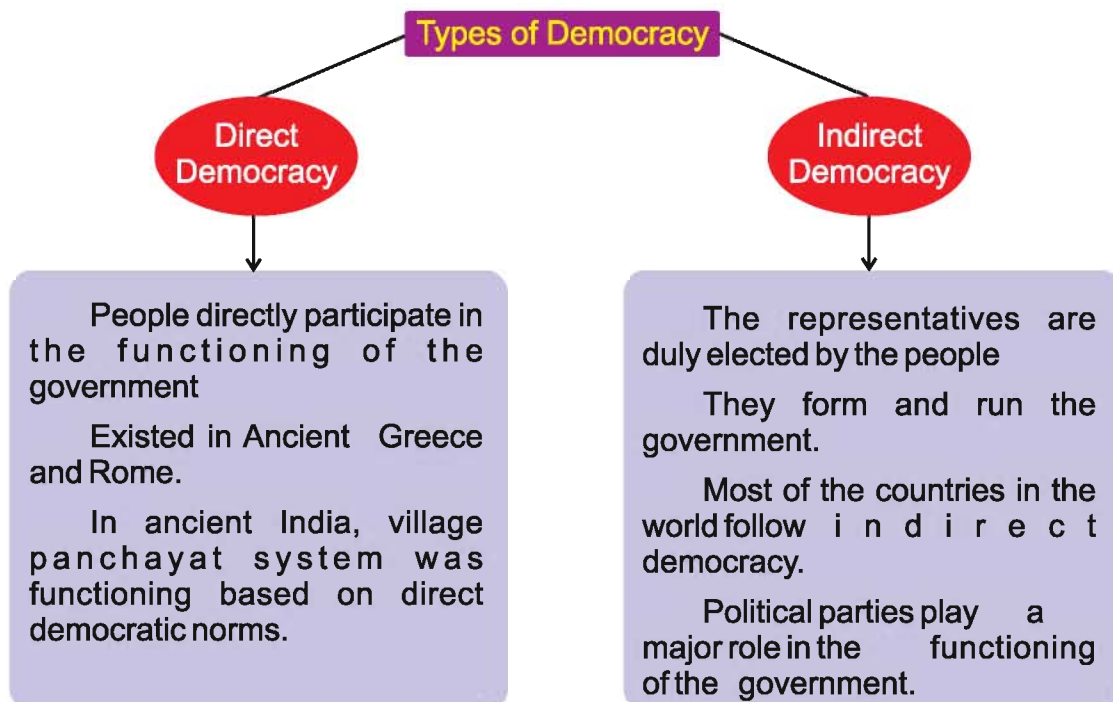 Types of Democracy
Direct
Democracy
People directly participate in
the functioning of the
government
Existed in Ancient Greece
and Rome.
In ancient India, village
panchayat system was
functioning based on direct
democratic norms.
Indirect
Democracy
The representatives are
duly elected by the people
They form and run the
government.
Most of the countries in the
world follow indirect
democracy.
Political parties play a
major role in the functioning
of the government.